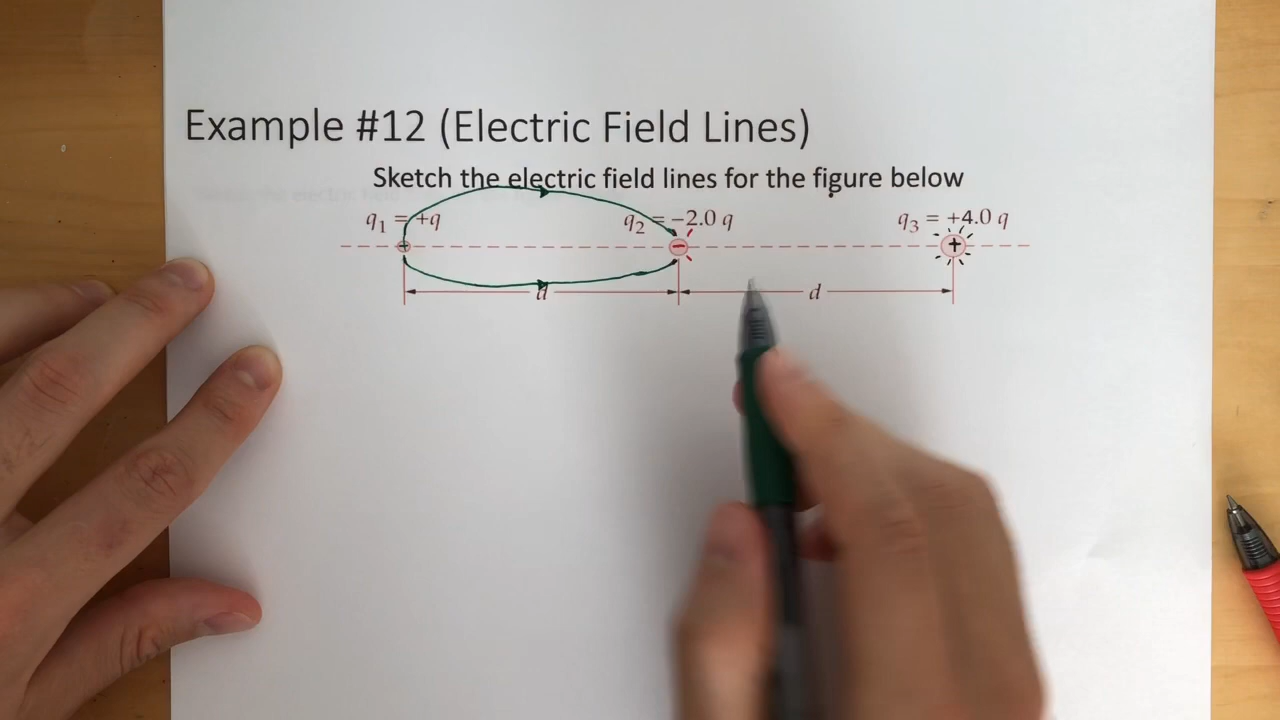 Example #12 (Electric Field Lines)
Sketch the electric field lines for the figure below
q₁ = +q q₂ = −2.0 q q₃ = +4.0 q
+ − +
d d